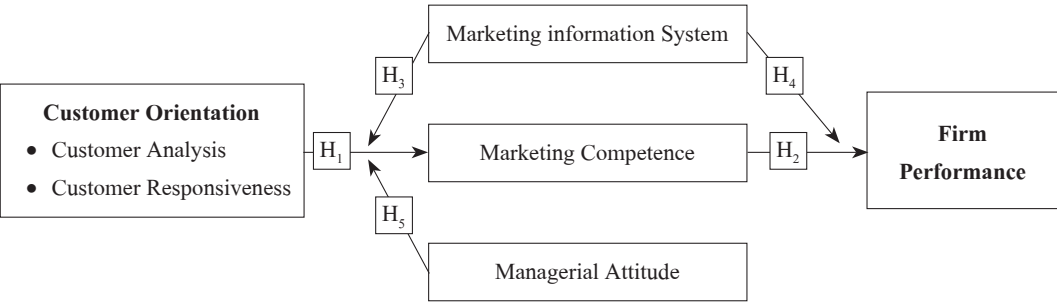 Marketing information System
H3
H4
Customer Orientation
• Customer Analysis
• Customer Responsiveness
H1
Marketing Competence
H2
Firm
Performance
H5
Managerial Attitude